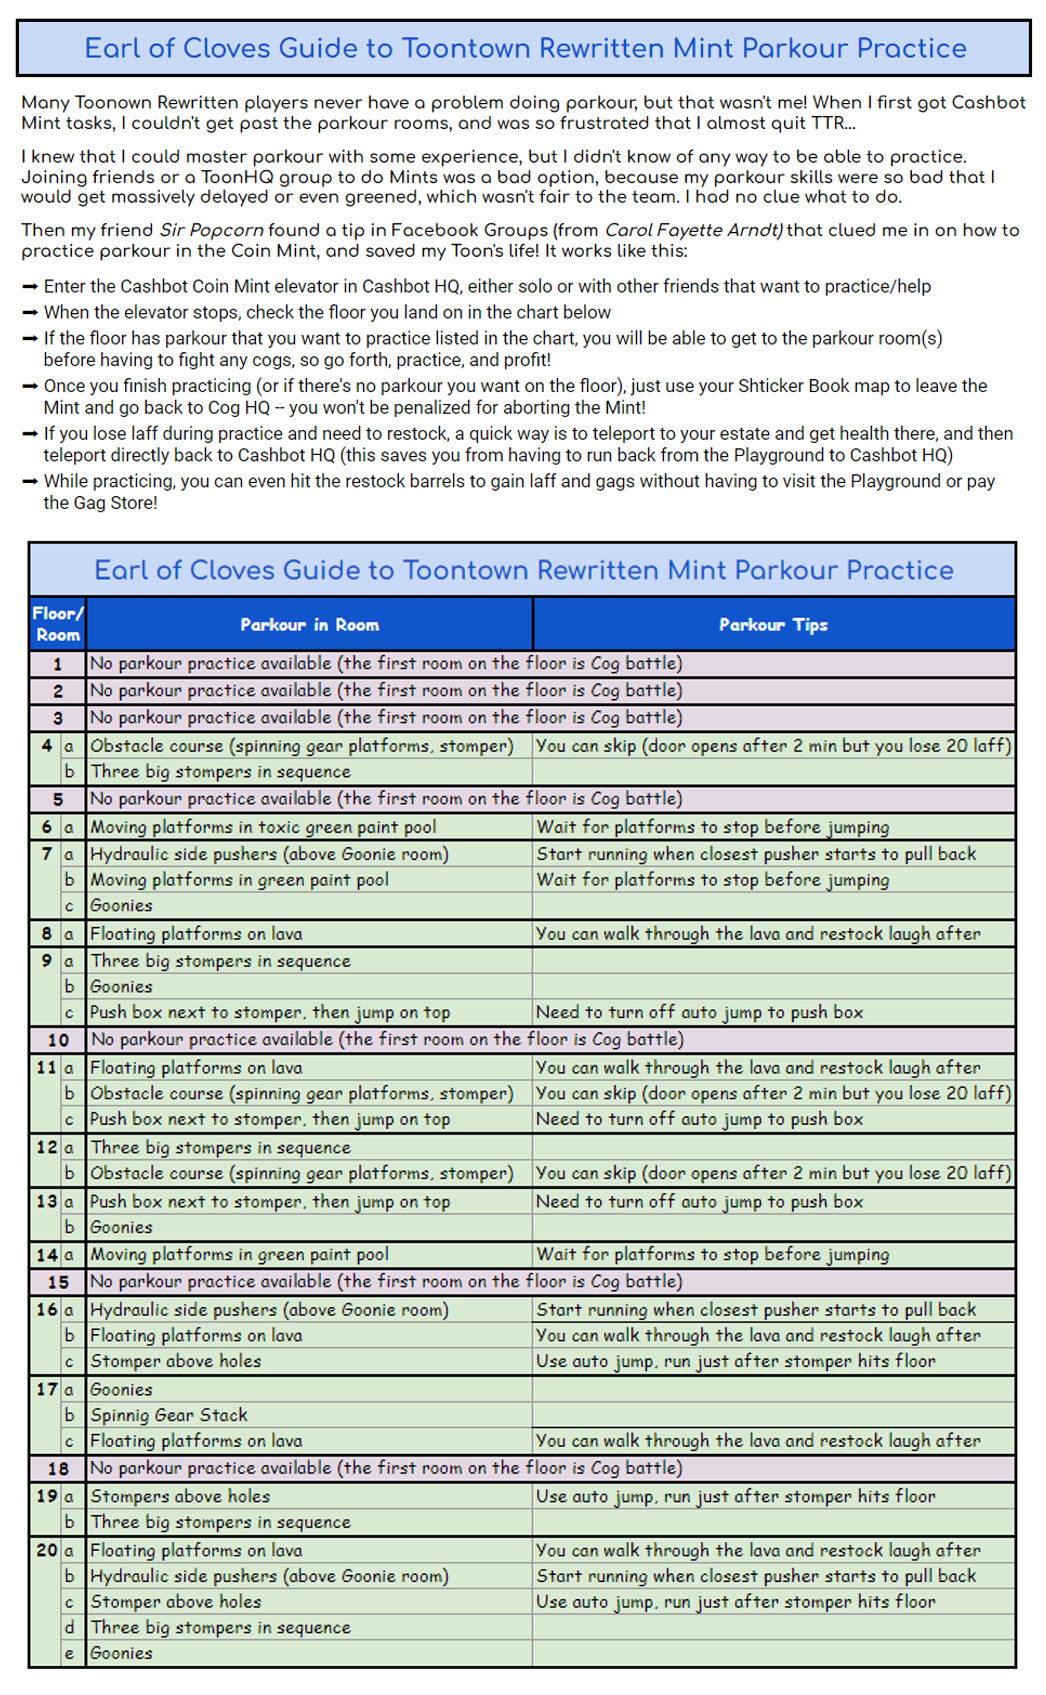 Earl of Cloves Guide to Toontown Rewritten Mint Parkour Practice
Many Toonown Rewritten players never have a problem doing parkour, but that wasn't me! When I first got Cashbot
Mint tasks, I couldn't get past the parkour rooms, and was so frustrated that I almost quit TTR...
I knew that I could master parkour with some experience, but I didn't know of any way to be able to practice.
Joining friends or a ToonHQ group to do Mints was a bad option, because my parkour skills were so bad that I
would get massively delayed or even greened, which wasn't fair to the team. I had no clue what to do.
Then my friend Sir Popcorn found a tip in Facebook Groups (from Carol Fayette Arndt) that clued me in on how to
practice parkour in the Coin Mint, and saved my Toon's life! It works like this:
➞ Enter the Cashbot Coin Mint elevator in Cashbot HQ, either solo or with other friends that want to practice/help
➞ When the elevator stops, check the floor you land on in the chart below
➞ If the floor has parkour that you want to practice listed in the chart, you will be able to get to the parkour room(s)
before having to fight any cogs, so go forth, practice, and profit!
➞ Once you finish practicing (or if there's no parkour you want on the floor), just use your Shticker Book map to leave the
Mint and go back to Cog HQ -- you won't be penalized for aborting the Mint!
➞ If you lose laff during practice and need to restock, a quick way is to teleport to your estate and get health there, and then
teleport directly back to Cashbot HQ (this saves you from having to run back from the Playground to Cashbot HQ)
➞ While practicing, you can even hit the restock barrels to gain laff and gags without having to visit the Playground or pay
the Gag Store!
Earl of Cloves Guide to Toontown Rewritten Mint Parkour Practice
Floor/ Room Parkour in Room Parkour Tips
1 No parkour practice available (the first room on the floor is Cog battle)
2 No parkour practice available (the first room on the floor is Cog battle)
3 No parkour practice available (the first room on the floor is Cog battle)
4 a Obstacle course (spinning gear platforms, stomper) You can skip (door opens after 2 min but you lose 20 laff)
b Three big stompers in sequence
5 No parkour practice available (the first room on the floor is Cog battle)
6 a Moving platforms in toxic green paint pool Wait for platforms to stop before jumping
7 a Hydraulic side pushers (above Goonie room) Start running when closest pusher starts to pull back
b Moving platforms in green paint pool Wait for platforms to stop before jumping
c Goonies
8 a Floating platforms on lava You can walk through the lava and restock laugh after
9 a Three big stompers in sequence
b Goonies
c Push box next to stomper, then jump on top Need to turn off auto jump to push box
10 No parkour practice available (the first room on the floor is Cog battle)
11 a Floating platforms on lava You can walk through the lava and restock laugh after
b Obstacle course (spinning gear platforms, stomper) You can skip (door opens after 2 min but you lose 20 laff)
c Push box next to stomper, then jump on top Need to turn off auto jump to push box
12 a Three big stompers in sequence
b Obstacle course (spinning gear platforms, stomper) You can skip (door opens after 2 min but you lose 20 laff)
13 a Push box next to stomper, then jump on top Need to turn off auto jump to push box
b Goonies
14 a Moving platforms in green paint pool Wait for platforms to stop before jumping
15 No parkour practice available (the first room on the floor is Cog battle)
16 a Hydraulic side pushers (above Goonie room) Start running when closest pusher starts to pull back
b Floating platforms on lava You can walk through the lava and restock laugh after
c Stomper above holes Use auto jump, run just after stomper hits floor
17 a Goonies
b Spinnig Gear Stack
c Floating platforms on lava You can walk through the lava and restock laugh after
18 No parkour practice available (the first room on the floor is Cog battle)
19 a Stompers above holes Use auto jump, run just after stomper hits floor
b Three big stompers in sequence
20 a Floating platforms on lava You can walk through the lava and restock laugh after
b Hydraulic side pushers (above Goonie room) Start running when closest pusher starts to pull back
c Stomper above holes Use auto jump, run just after stomper hits floor
d Three big stompers in sequence
e Goonies